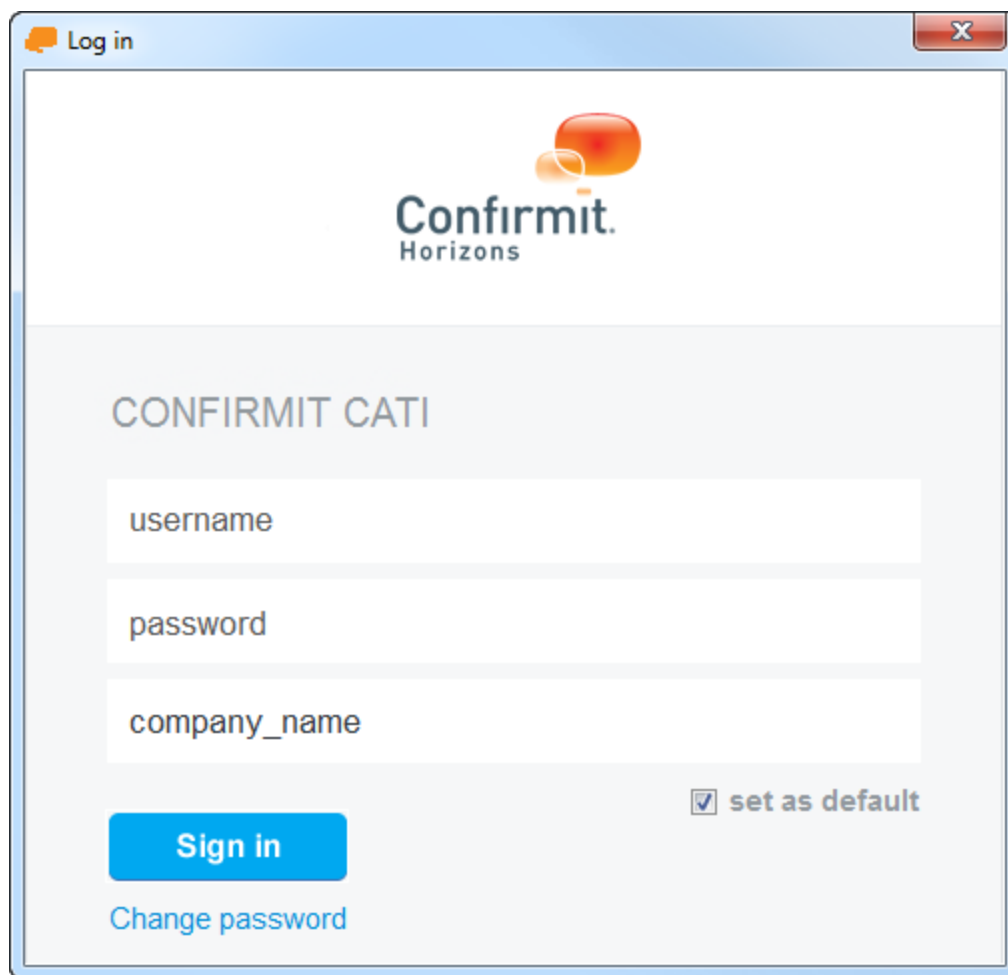 Log in
Confirmit.
Horizons
CONFIRMIT CATI
username
password
company_name
set as default
Sign in
Change password